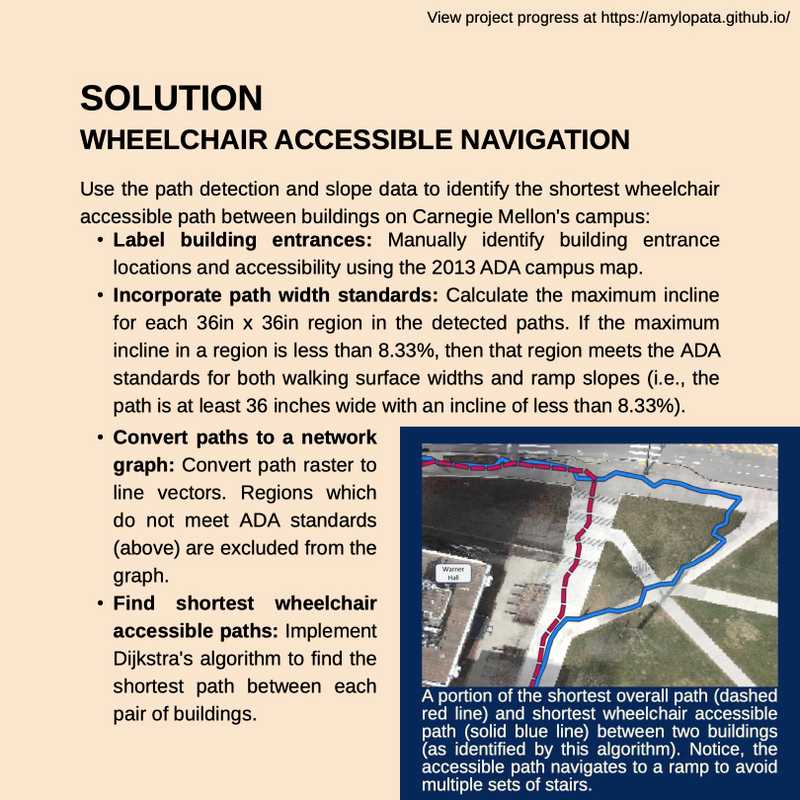 View project progress at https://amylopata.github.io/
SOLUTION
WHEELCHAIR ACCESSIBLE NAVIGATION
Use the path detection and slope data to identify the shortest wheelchair
accessible path between buildings on Carnegie Mellon's campus:
• Label building entrances: Manually identify building entrance
locations and accessibility using the 2013 ADA campus map.
• Incorporate path width standards: Calculate the maximum incline
for each 36in x 36in region in the detected paths. If the maximum
incline in a region is less than 8.33%, then that region meets the ADA
standards for both walking surface widths and ramp slopes (i.e., the
path is at least 36 inches wide with an incline of less than 8.33%).
• Convert paths to a network
graph: Convert path raster to
line vectors. Regions which
do not meet ADA standards
(above) are excluded from the
graph.
• Find shortest wheelchair
accessible paths: Implement
Dijkstra's algorithm to find the
shortest path between each
pair of buildings.
Warner
Hall
A portion of the shortest overall path (dashed
red line) and shortest wheelchair accessible
path (solid blue line) between two buildings
(as identified by this algorithm). Notice, the
accessible path navigates to a ramp to avoid
multiple sets of stairs.